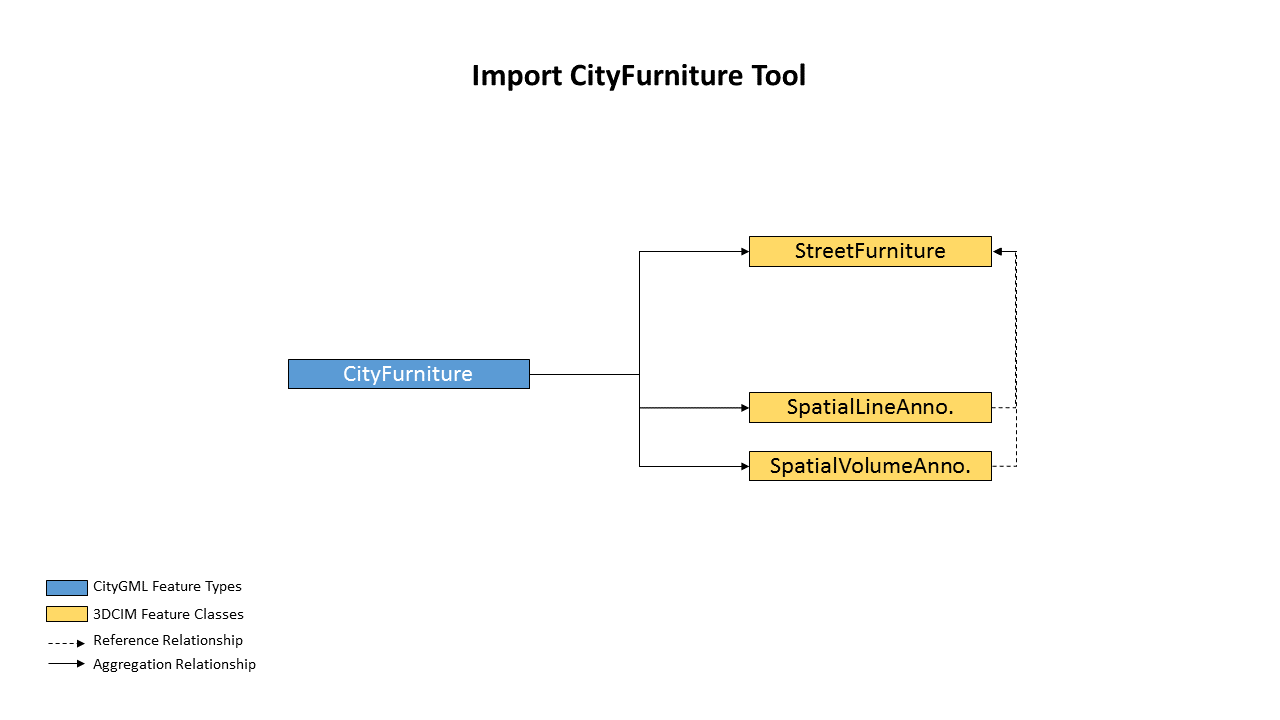 Import CityFurniture Tool
StreetFurniture
CityFurniture
SpatialLineAnno.
SpatialVolumeAnno.
CityGML Feature Types
3DCIM Feature Classes
Reference Relationship
Aggregation Relationship